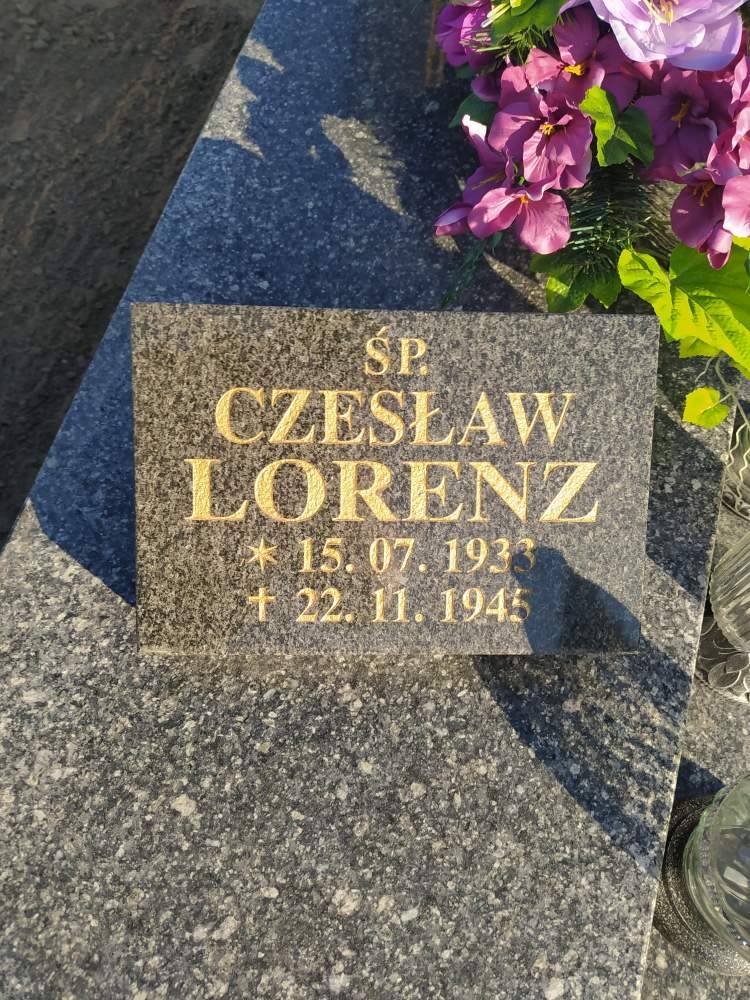 ŚP.
CZESŁAW
LORENZ
* 15. 07. 1933
† 22. 11. 1945